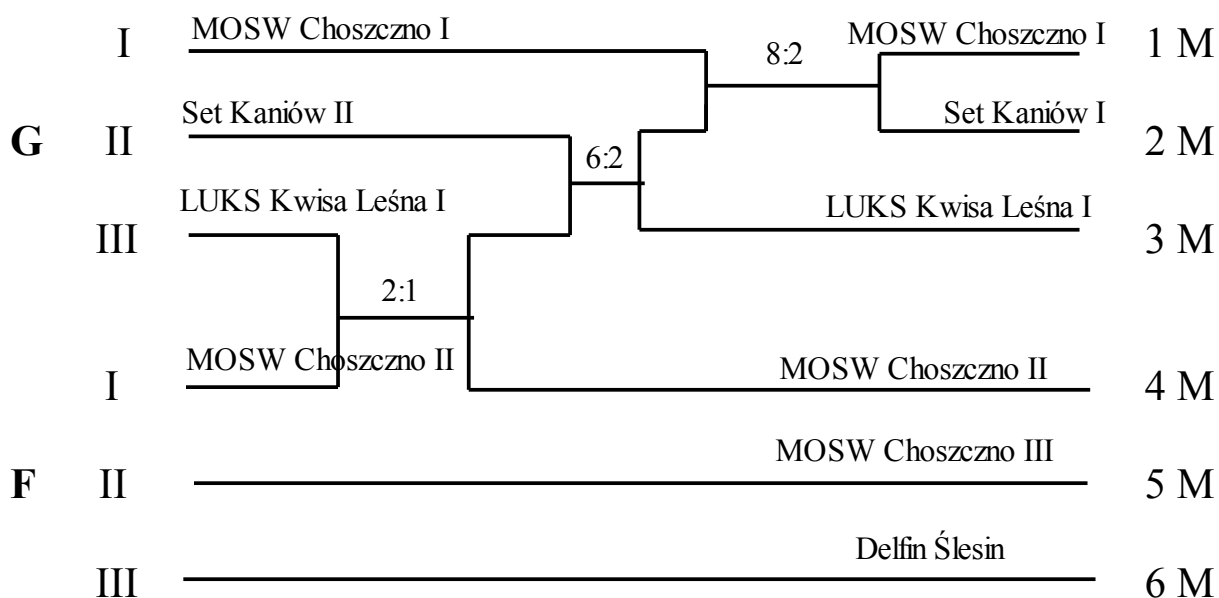 I MOSW Choszczno I 8:2 MOSW Choszczno I 1 M
G II Set Kaniów II 6:2 Set Kaniów I 2 M
III LUKS Kwisa Leśna I LUKS Kwisa Leśna I 3 M
2:1
I MOSW Choszczno II MOSW Choszczno II 4 M
F II MOSW Choszczno III 5 M
III Delfin Ślesin 6 M